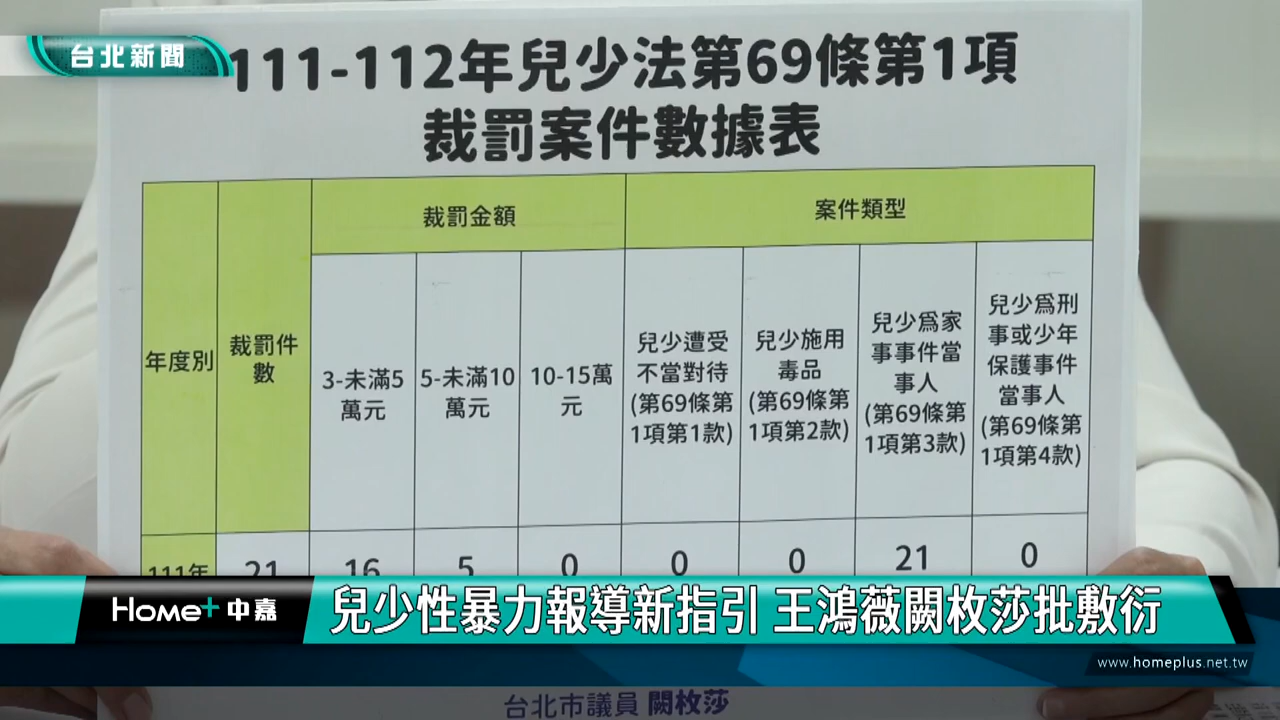 台北新聞
111-112年兒少法第69條第1項
裁罰案件數據表
年度別
裁罰件
數
裁罰金額
案件類型
3-未滿5
萬元
5-未滿10
萬元
10-15萬
元
兒少遭受
不當對待
(第69條第
1項第1款)
兒少施用
毒品
(第69條第
1項第2款)
兒少爲家
事事件當
事人
(第69條第
1項第3款)
兒少爲刑
事或少年
保護事件
當事人
(第69條第
1項第4款)
111年 21 16 5 0 0 0 21 0
Home+中嘉
兒少性暴力報導新指引 王鴻薇闕枚莎批敷衍
www.homeplus.net.tw
台北市議員 闕枚莎